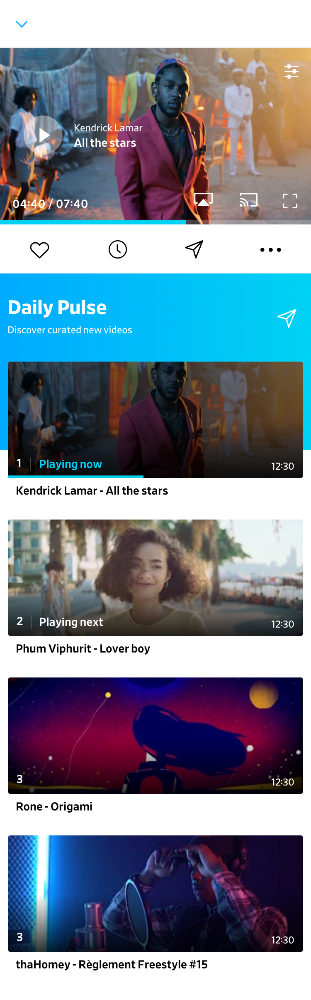 Kendrick Lamar
All the stars
04:40 / 07:40
Daily Pulse
Discover curated new videos
1 | Playing now
12:30
Kendrick Lamar - All the stars
2 | Playing next
12:30
Phum Viphurit - Lover boy
3
12:30
Rone - Origami
3
12:30
thaHomey - Règlement Freestyle #15